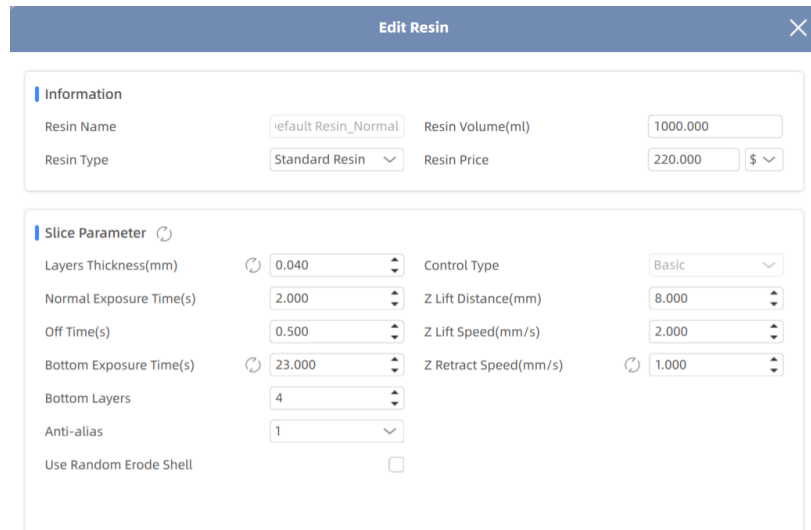 Edit Resin
Information
Resin Name efault Resin_Normal Resin Volume(ml) 1000.000
Resin Type Standard Resin Resin Price 220.000 $
Slice Parameter
Layers Thickness(mm) 0.040 Control Type Basic
Normal Exposure Time(s) 2.000 Z Lift Distance(mm) 8.000
Off Time(s) 0.500 Z Lift Speed(mm/s) 2.000
Bottom Exposure Time(s) 23.000 Z Retract Speed(mm/s) 1.000
Bottom Layers 4
Anti-alias 1
Use Random Erode Shell